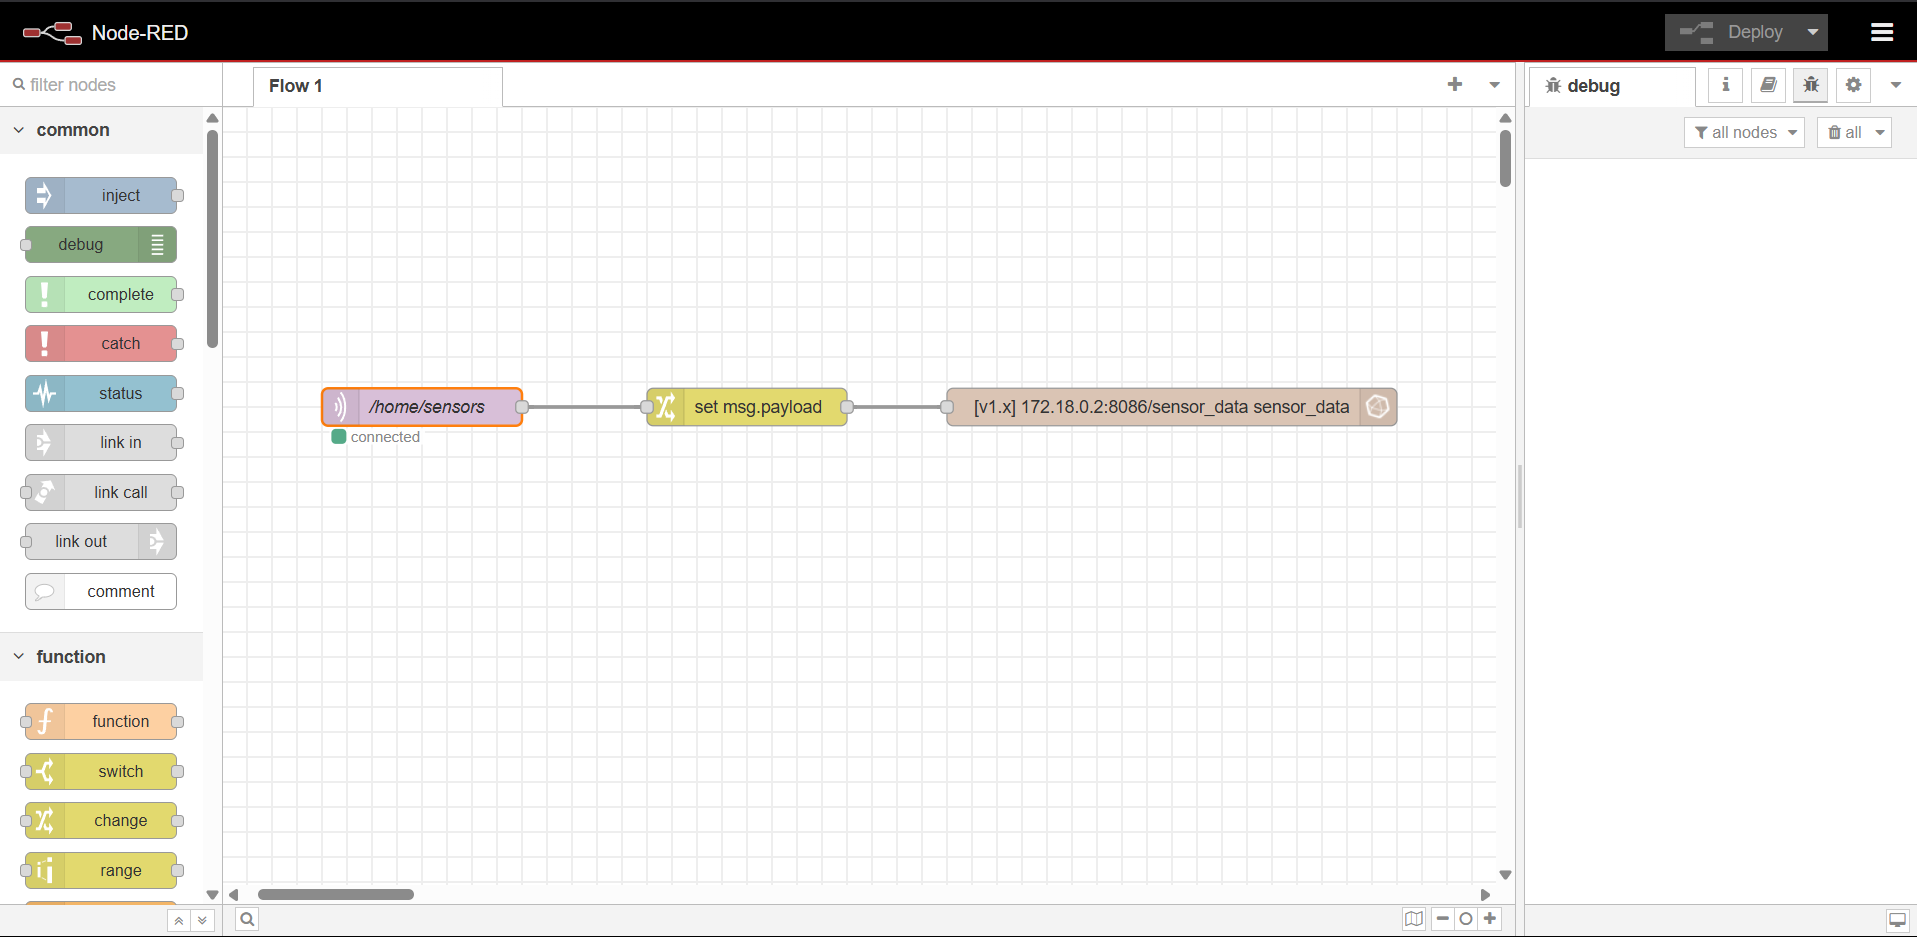 Node-RED
Deploy
filter nodes
Flow 1
debug
all nodes
all
common
inject
debug
complete
catch
status
link in
link call
link out
comment
function
function
switch
change
range
/home/sensors
connected
set msg.payload
[v1.x] 172.18.0.2:8086/sensor_data sensor_data